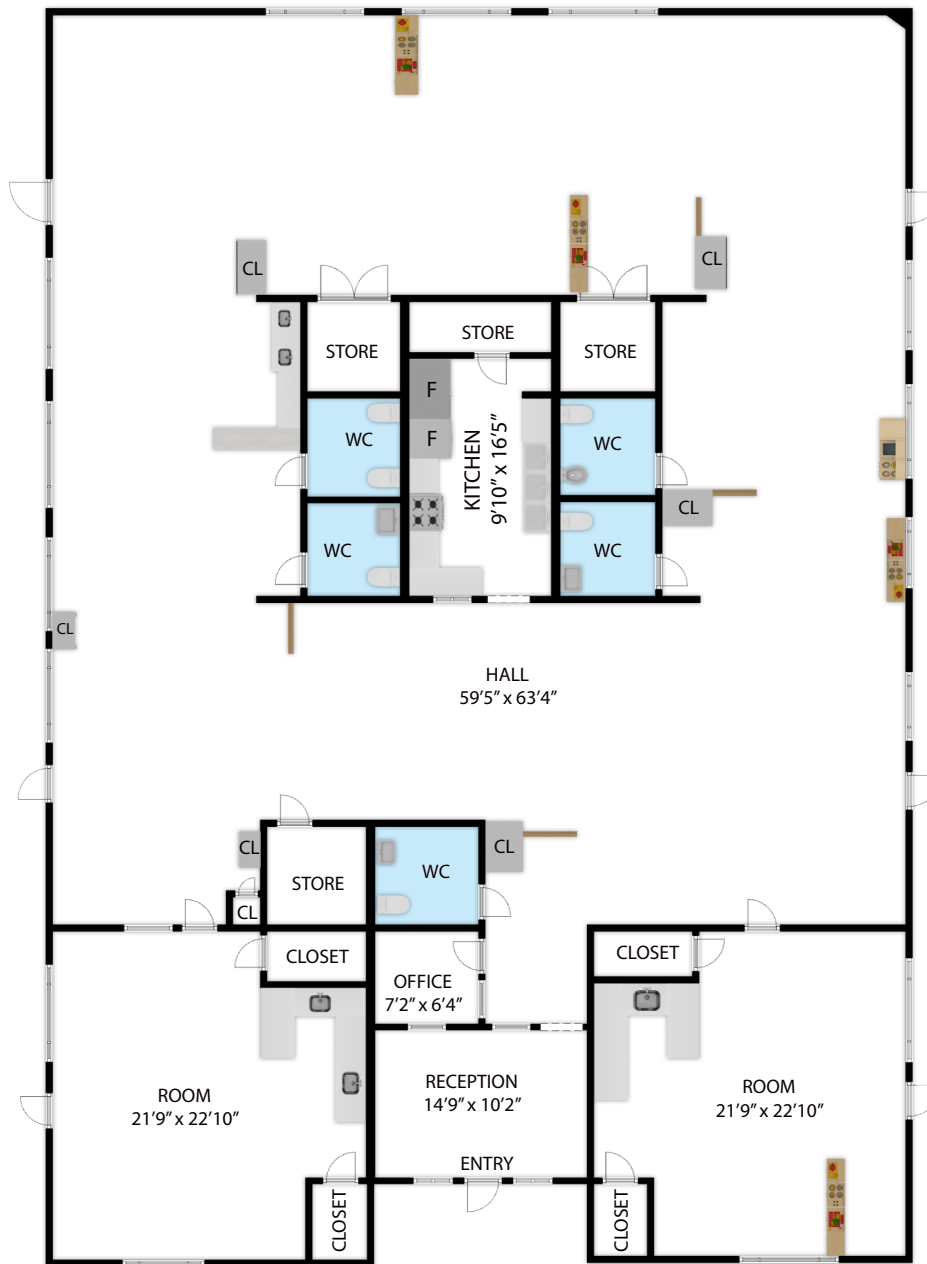 CL
CL
STORE
STORE
STORE
F
F
WC
WC
KITCHEN
9'10" x 16'5"
CL
WC
WC
CL
HALL
59'5" x 63'4"
CL
CL
WC
STORE
CL
CLOSET
CLOSET
OFFICE
7'2" x 6'4"
RECEPTION
14'9" x 10'2"
ROOM
21'9" x 22'10"
ROOM
21'9" x 22'10"
ENTRY
CLOSET
CLOSET